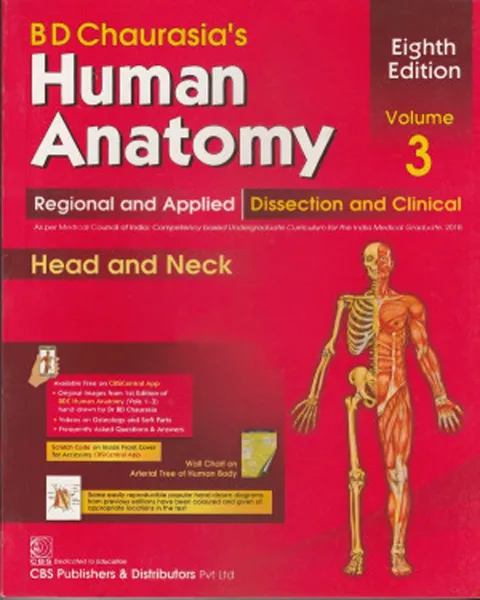 B D Chaurasia's
Human
Anatomy
Eighth
Edition
Volume
3
Regional and Applied | Dissection and Clinical
As per Medical Council of India: Competency based Undergraduate Curriculum for the Indian Medical Graduate, 2018
Head and Neck
Available Free on CBSiCentral App
• Original Images from 1st Edition of
BDC Human Anatomy (Vols 1–3)
hand-drawn by Dr BD Chaurasia
• Videos on Osteology and Soft Parts
• Frequently Asked Questions & Answers
Scratch Code on Inside Front Cover
for Accessing CBSiCentral App
Wall Chart on
Arterial Tree of Human Body
Some easily reproducible popular hand-drawn diagrams
from previous editions have been coloured and given at
appropriate locations in the text
CBS Dedicated to Education
CBS Publishers & Distributors Pvt Ltd